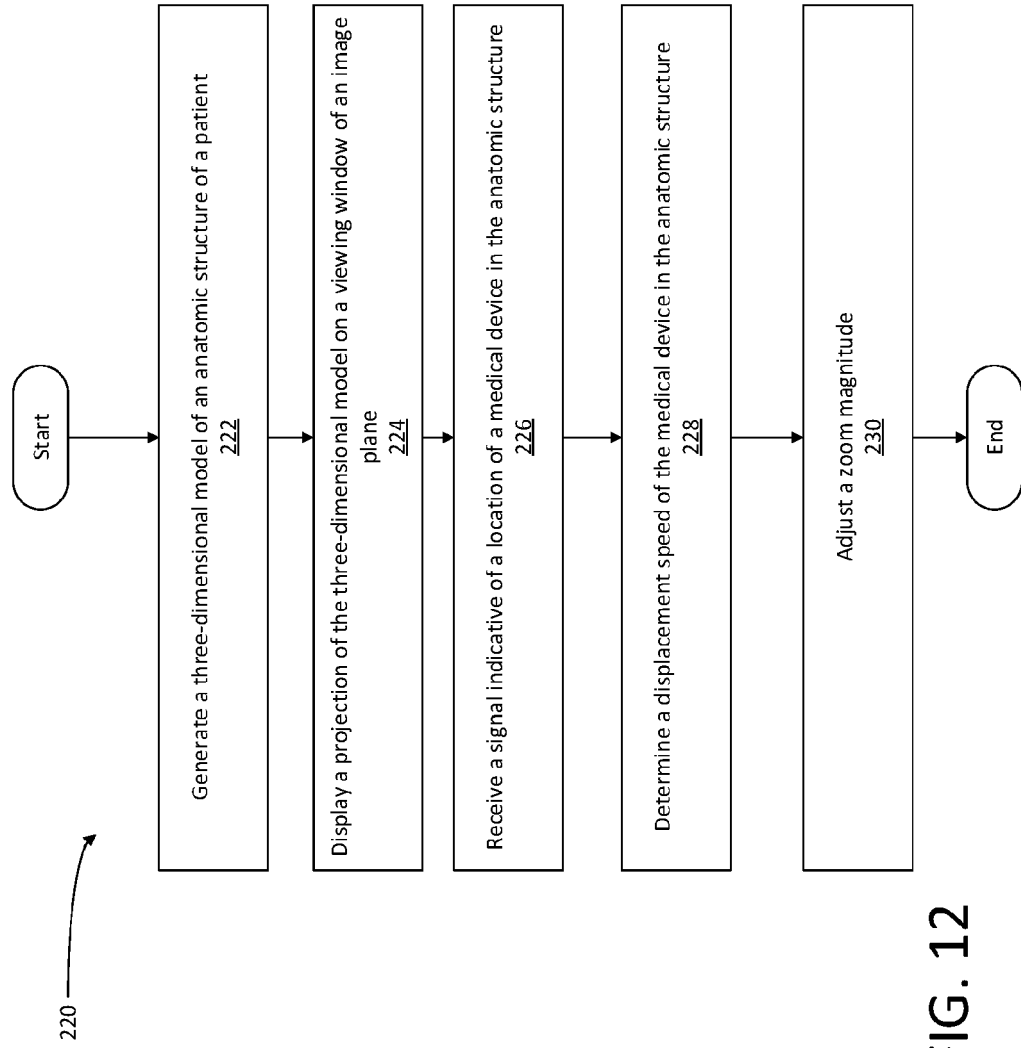 220
Start
Generate a three-dimensional model of an anatomic structure of a patient
222
Display a projection of the three-dimensional model on a viewing window of an image
plane
224
Receive a signal indicative of a location of a medical device in the anatomic structure
226
Determine a displacement speed of the medical device in the anatomic structure
228
Adjust a zoom magnitude
230
End
FIG. 12